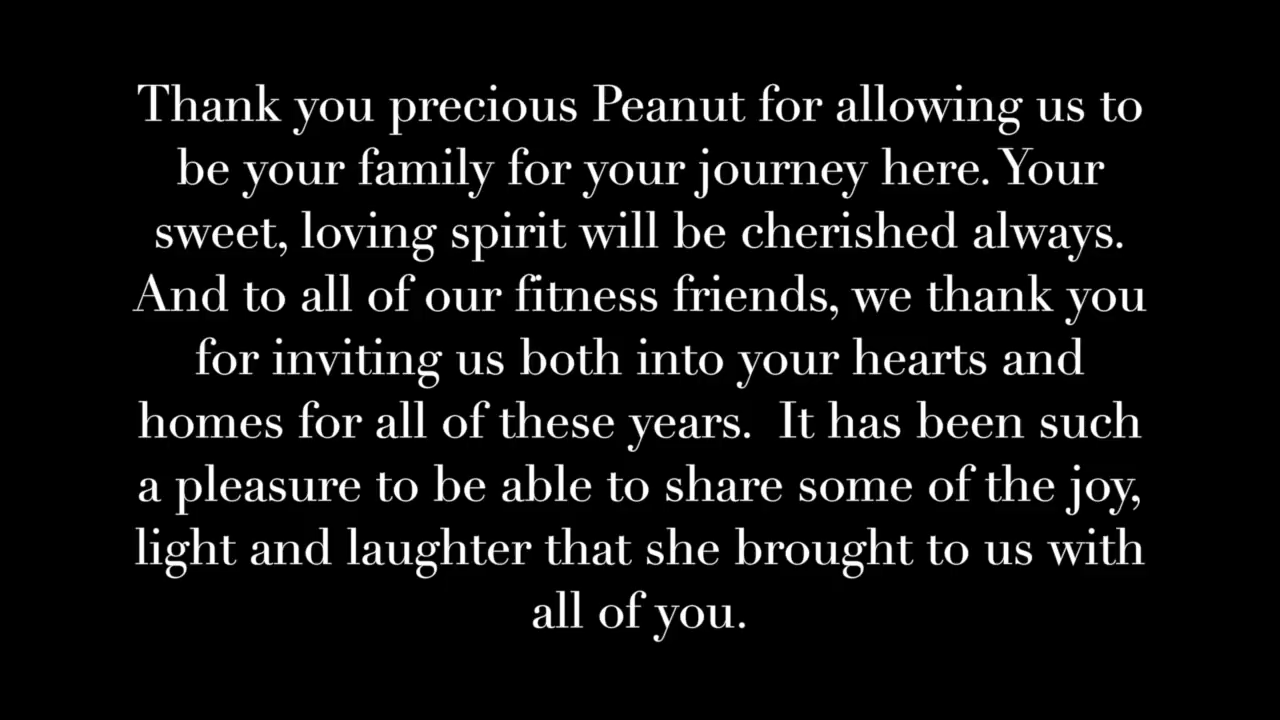 Thank you precious Peanut for allowing us to
be your family for your journey here. Your
sweet, loving spirit will be cherished always.
And to all of our fitness friends, we thank you
for inviting us both into your hearts and
homes for all of these years.  It has been such
a pleasure to be able to share some of the joy,
light and laughter that she brought to us with
all of you.